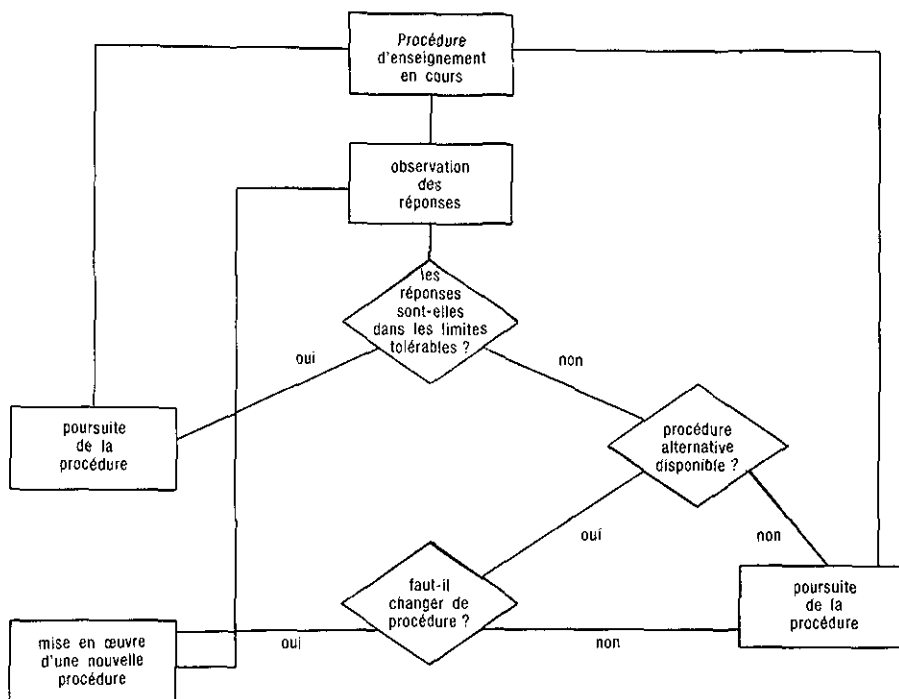 Procédure
d'enseignement
en cours
observation
des
réponses
les
réponses
sont-elles
dans les limites
tolérables ?
oui
non
poursuite
de la
procédure
procédure
alternative
disponible ?
oui
non
faut-il
changer de
procédure ?
poursuite
de la
procédure
mise en œuvre
d'une nouvelle
procédure
oui
non